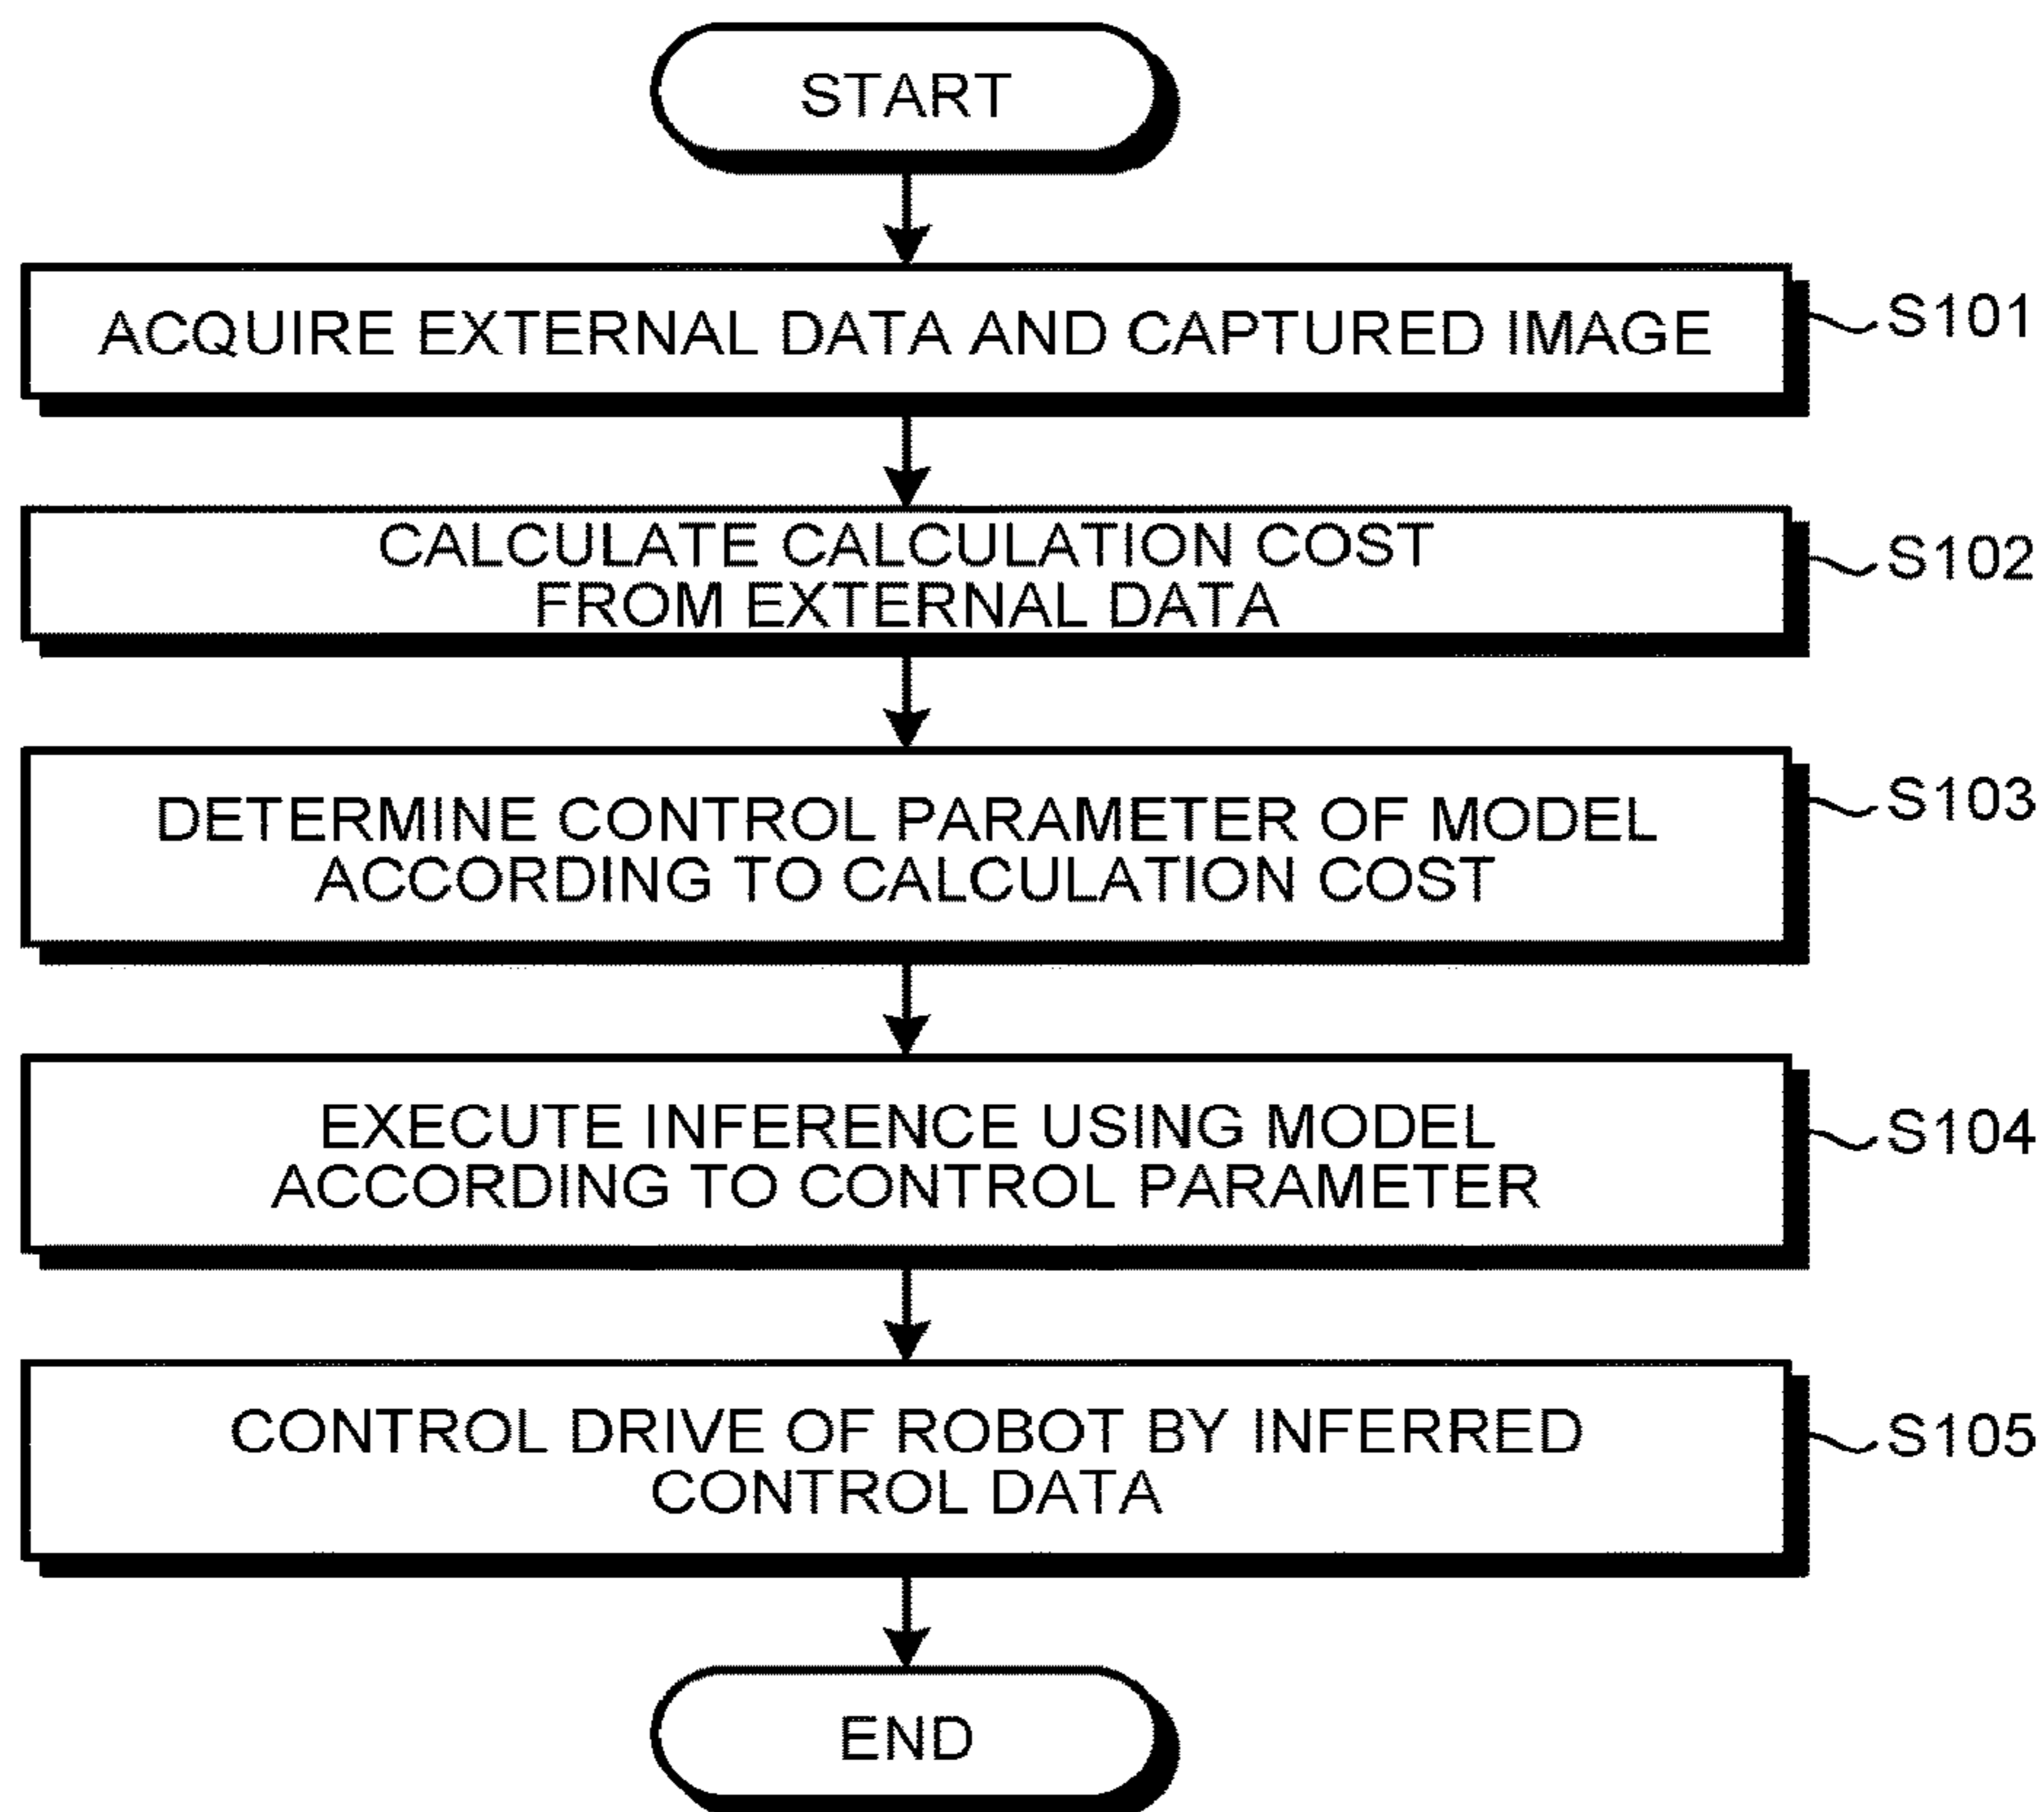 START
ACQUIRE EXTERNAL DATA AND CAPTURED IMAGE
S101
CALCULATE CALCULATION COST
FROM EXTERNAL DATA
S102
DETERMINE CONTROL PARAMETER OF MODEL
ACCORDING TO CALCULATION COST
S103
EXECUTE INFERENCE USING MODEL
ACCORDING TO CONTROL PARAMETER
S104
CONTROL DRIVE OF ROBOT BY INFERRED
CONTROL DATA
S105
END